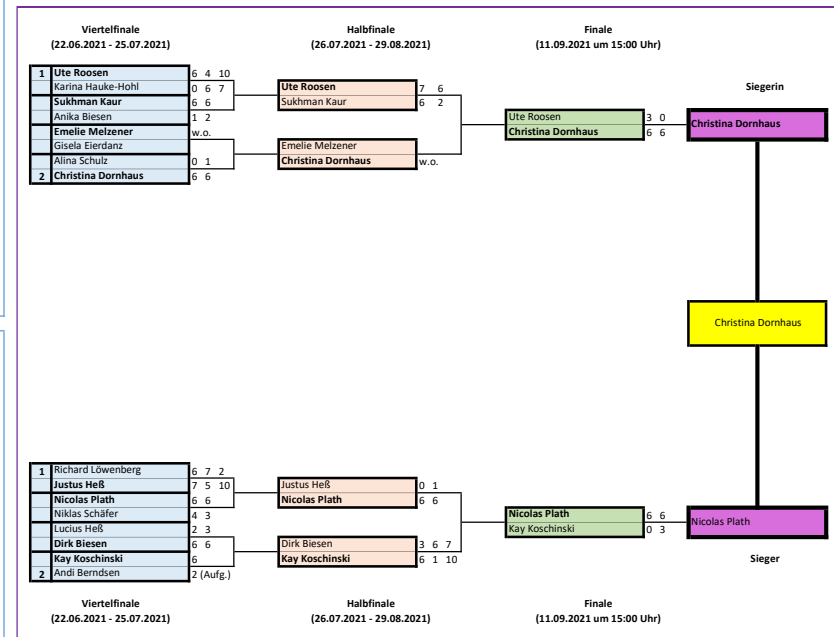 Viertelfinale Halbfinale Finale
(22.06.2021 - 25.07.2021) (26.07.2021 - 29.08.2021) (11.09.2021 um 15:00 Uhr)
1 Ute Roosen 6 4 10
Karina Hauke-Hohl 0 6 7 Ute Roosen 7 6 Siegerin
Sukhman Kaur 6 6 Sukhman Kaur 6 2
Anika Biesen 1 2 Ute Roosen 3 0 Christina Dornhaus
Emelie Melzener w.o. Christina Dornhaus 6 6
Gisela Eierdanz Emelie Melzener
Alina Schulz 0 1 Christina Dornhaus w.o.
2 Christina Dornhaus 6 6
Christina Dornhaus
1 Richard Löwenberg 6 7 2
Justus Heß 7 5 10 Justus Heß 0 1
Nicolas Plath 6 6 Nicolas Plath 6 6
Niklas Schäfer 4 3 Nicolas Plath 6 6 Nicolas Plath
Lucius Heß 2 3 Kay Koschinski 0 3
Dirk Biesen 6 6 Dirk Biesen 3 6 7
Kay Koschinski 6 Kay Koschinski 6 1 10 Sieger
2 Andi Berndsen 2 (Aufg.)
Viertelfinale Halbfinale Finale
(22.06.2021 - 25.07.2021) (26.07.2021 - 29.08.2021) (11.09.2021 um 15:00 Uhr)